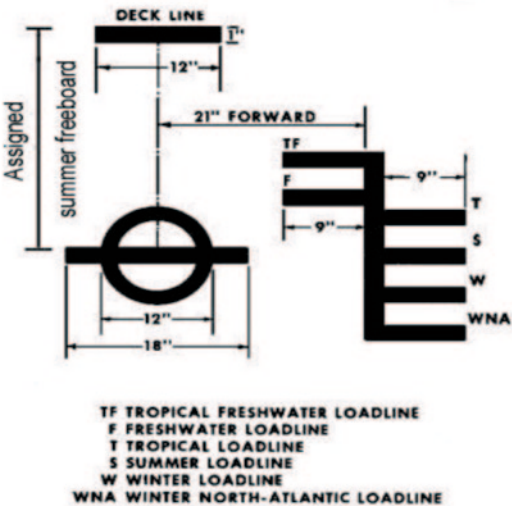 DECK LINE
1"
12"
Assigned
summer freeboard
21" FORWARD
TF
F
9"
9"
T
S
W
WNA
12"
18"
TF TROPICAL FRESHWATER LOADLINE
F FRESHWATER LOADLINE
T TROPICAL LOADLINE
S SUMMER LOADLINE
W WINTER LOADLINE
WNA WINTER NORTH-ATLANTIC LOADLINE